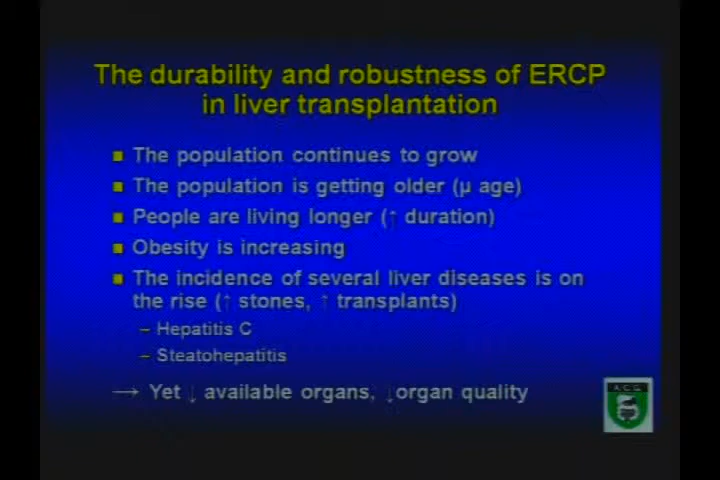 The durability and robustness of ERCP
in liver transplantation
The population continues to grow
The population is getting older (µ age)
People are living longer (↑ duration)
Obesity is increasing
The incidence of several liver diseases is on
the rise (↑ stones, ↑ transplants)
– Hepatitis C
– Steatohepatitis
→ Yet ↓ available organs, ↓organ quality
A.C.G.